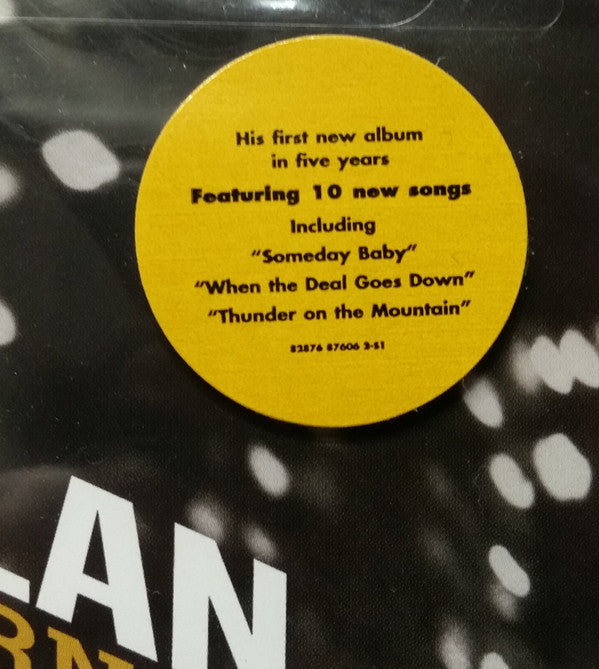 His first new album
in five years
Featuring 10 new songs
Including
“Someday Baby”
“When the Deal Goes Down”
“Thunder on the Mountain”
82876 87606 2-S1
LAN
RN